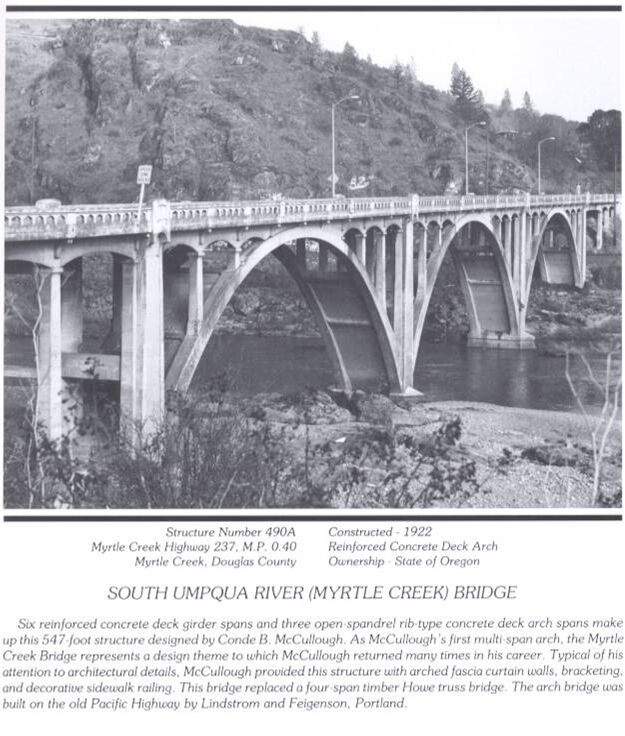 Structure Number 490A
Constructed - 1922
Myrtle Creek Highway 237, M.P. 0.40
Reinforced Concrete Deck Arch
Myrtle Creek, Douglas County
Ownership - State of Oregon
SOUTH UMPQUA RIVER (MYRTLE CREEK) BRIDGE
Six reinforced concrete deck girder spans and three open-spandrel rib-type concrete deck arch spans make
up this 547-foot structure designed by Conde B. McCullough. As McCullough's first multi-span arch, the Myrtle
Creek Bridge represents a design theme to which McCullough returned many times in his career. Typical of his
attention to architectural details, McCullough provided this structure with arched fascia curtain walls, bracketing,
and decorative sidewalk railing. This bridge replaced a four-span timber Howe truss bridge. The arch bridge was
built on the old Pacific Highway by Lindstrom and Feigenson, Portland.